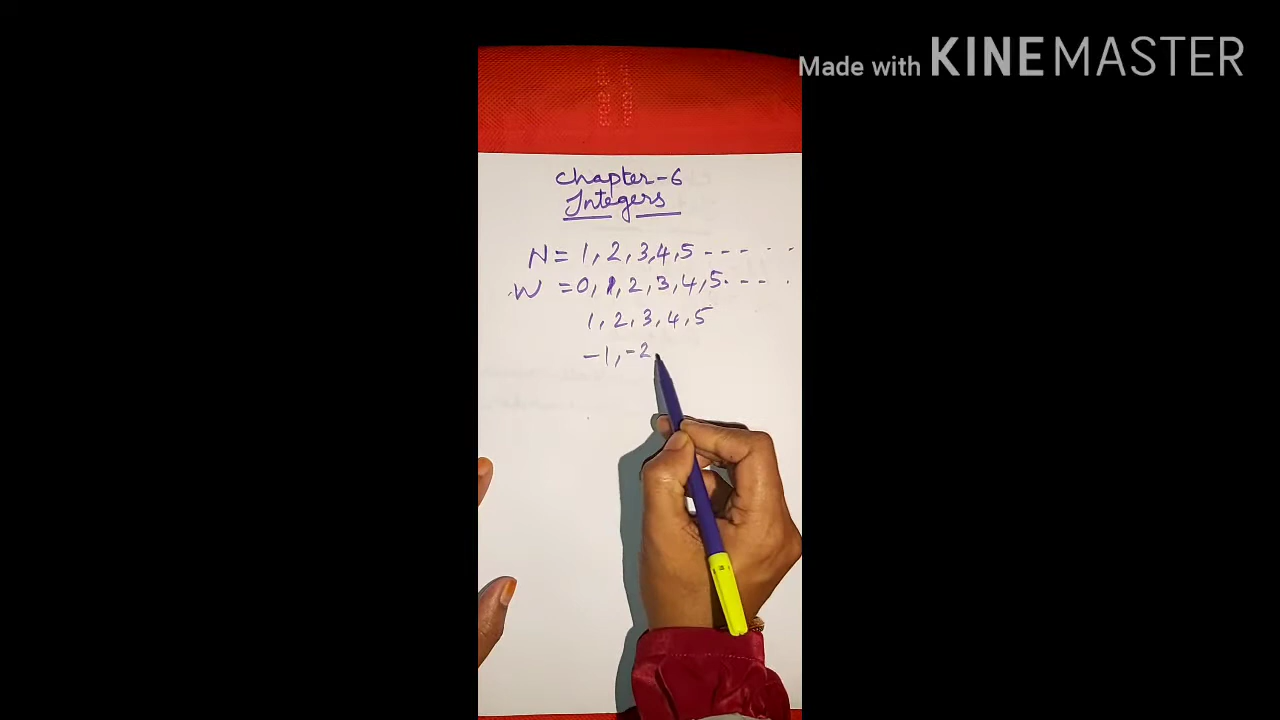 Made with KINEMASTER
Chapter-6
Integers
N = 1, 2, 3, 4, 5 - - - - - -
W = 0, 1, 2, 3, 4, 5 - - - -
1, 2, 3, 4, 5
-1, -2